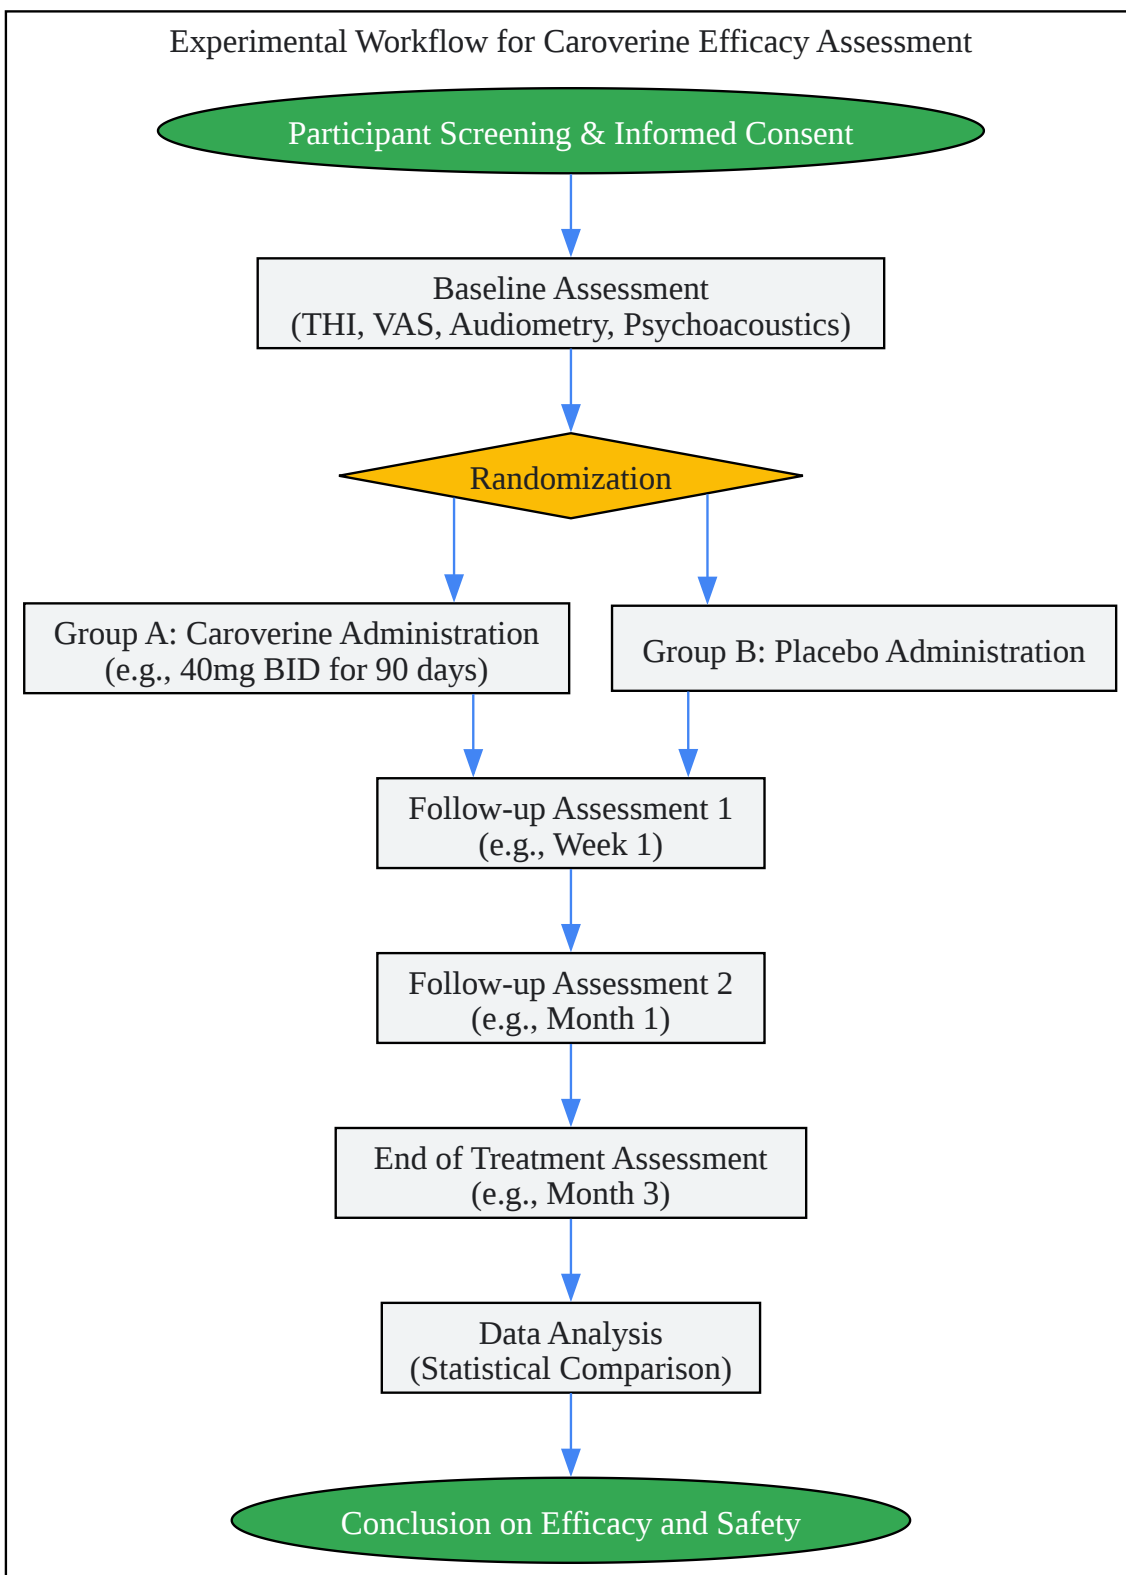 Experimental Workflow for Caroverine Efficacy Assessment
Participant Screening & Informed Consent
Baseline Assessment
(THI, VAS, Audiometry, Psychoacoustics)
Randomization
Group A: Caroverine Administration
(e.g., 40mg BID for 90 days)
Group B: Placebo Administration
Follow-up Assessment 1
(e.g., Week 1)
Follow-up Assessment 2
(e.g., Month 1)
End of Treatment Assessment
(e.g., Month 3)
Data Analysis
(Statistical Comparison)
Conclusion on Efficacy and Safety